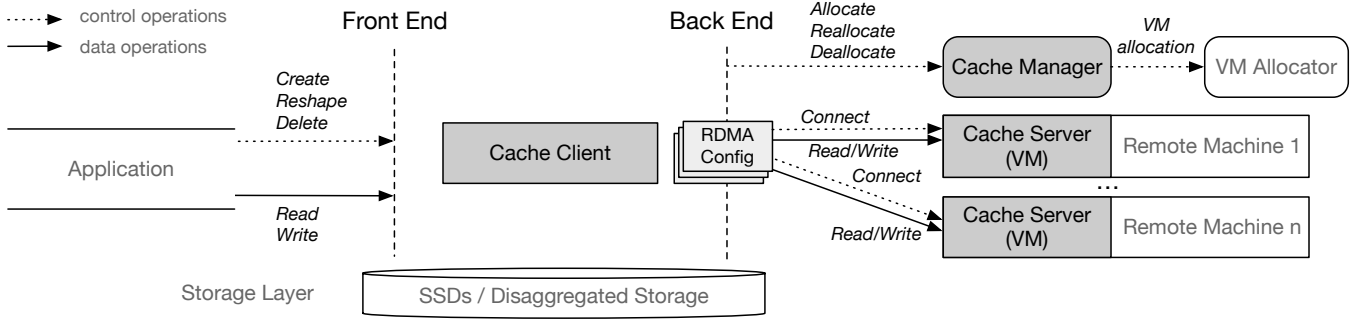 control operations
data operations
Front End
Back End
Allocate
Reallocate
Deallocate
Cache Manager
VM
allocation
VM Allocator
Create
Reshape
Delete
Application
Read
Write
Cache Client
RDMA
Config
Connect
Read/Write
Cache Server
(VM)
Remote Machine 1
...
Connect
Read/Write
Cache Server
(VM)
Remote Machine n
Storage Layer
SSDs / Disaggregated Storage